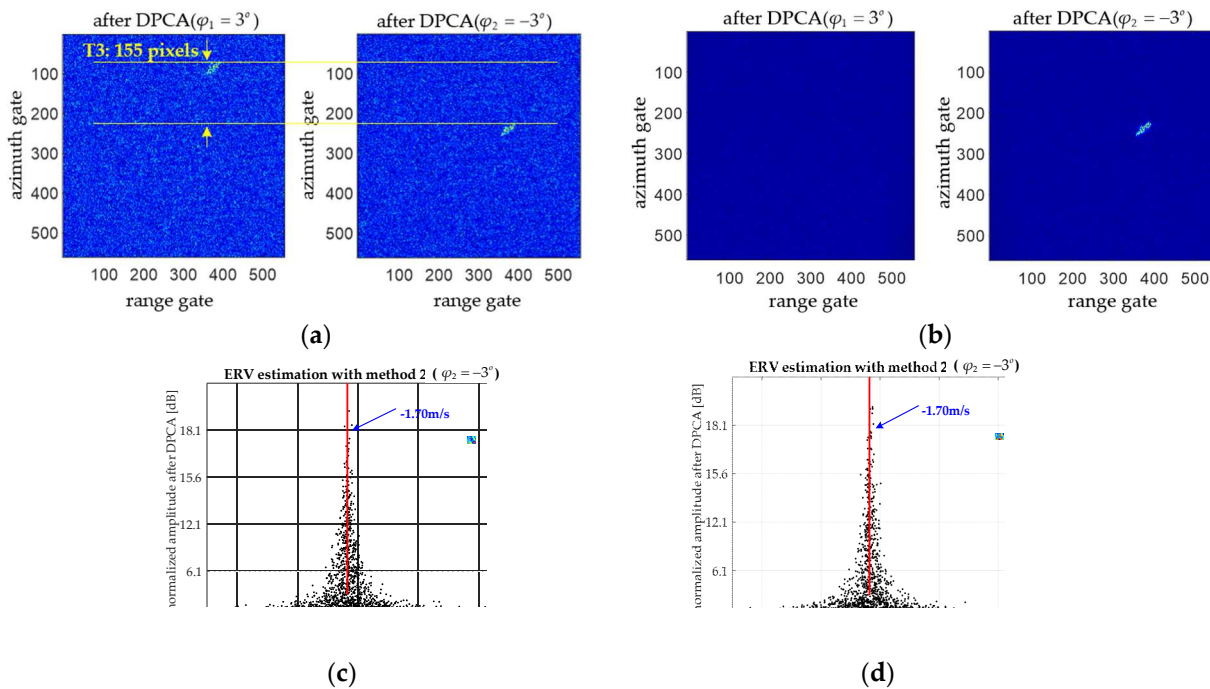 after DPCA(φ₁ = 3°)
after DPCA(φ₂ = −3°)
T3: 155 pixels
azimuth gate
100
200
300
400
500
100 200 300 400 500
range gate
azimuth gate
100
200
300
400
500
100 200 300 400 500
range gate
(a)
after DPCA(φ₁ = 3°)
after DPCA(φ₂ = −3°)
azimuth gate
100
200
300
400
500
100 200 300 400 500
range gate
azimuth gate
100
200
300
400
500
100 200 300 400 500
range gate
(b)
ERV estimation with method 2 ( φ₂ = −3°)
normalized amplitude after DPCA [dB]
18.1
15.6
12.1
6.1
-1.70m/s
(c)
ERV estimation with method 2 ( φ₂ = −3°)
normalized amplitude after DPCA [dB]
18.1
15.6
12.1
6.1
-1.70m/s
(d)